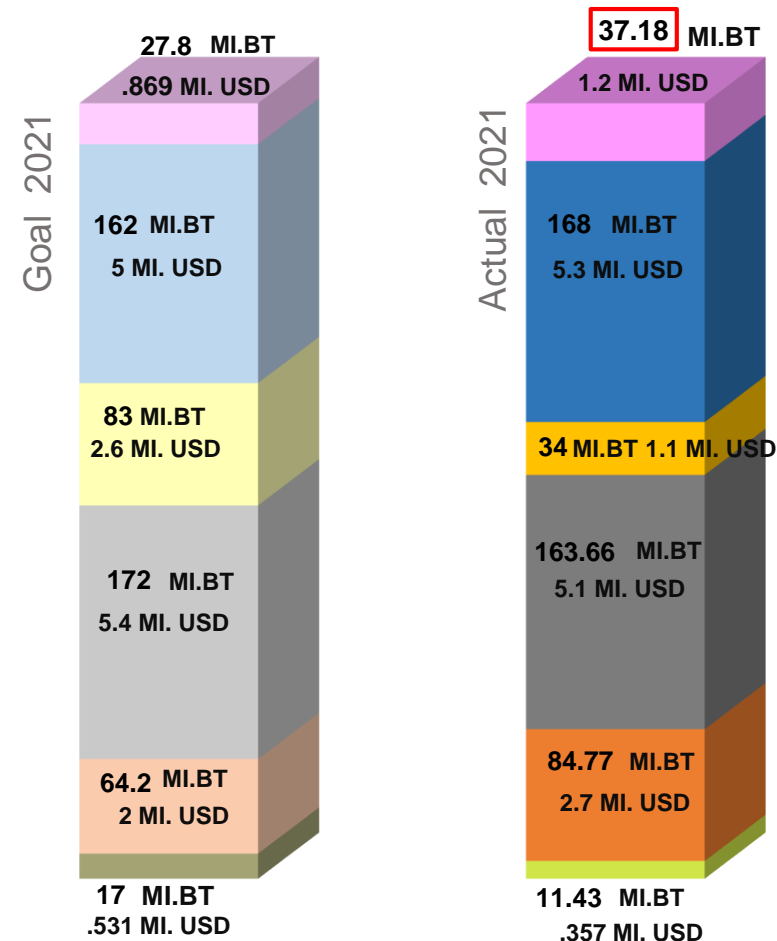 Goal 2021
27.8 MI.BT
.869 MI. USD
162 MI.BT
5 MI. USD
83 MI.BT
2.6 MI. USD
172 MI.BT
5.4 MI. USD
64.2 MI.BT
2 MI. USD
17 MI.BT
.531 MI. USD
Actual 2021
37.18 MI.BT
1.2 MI. USD
168 MI.BT
5.3 MI. USD
34 MI.BT 1.1 MI. USD
163.66 MI.BT
5.1 MI. USD
84.77 MI.BT
2.7 MI. USD
11.43 MI.BT
.357 MI. USD